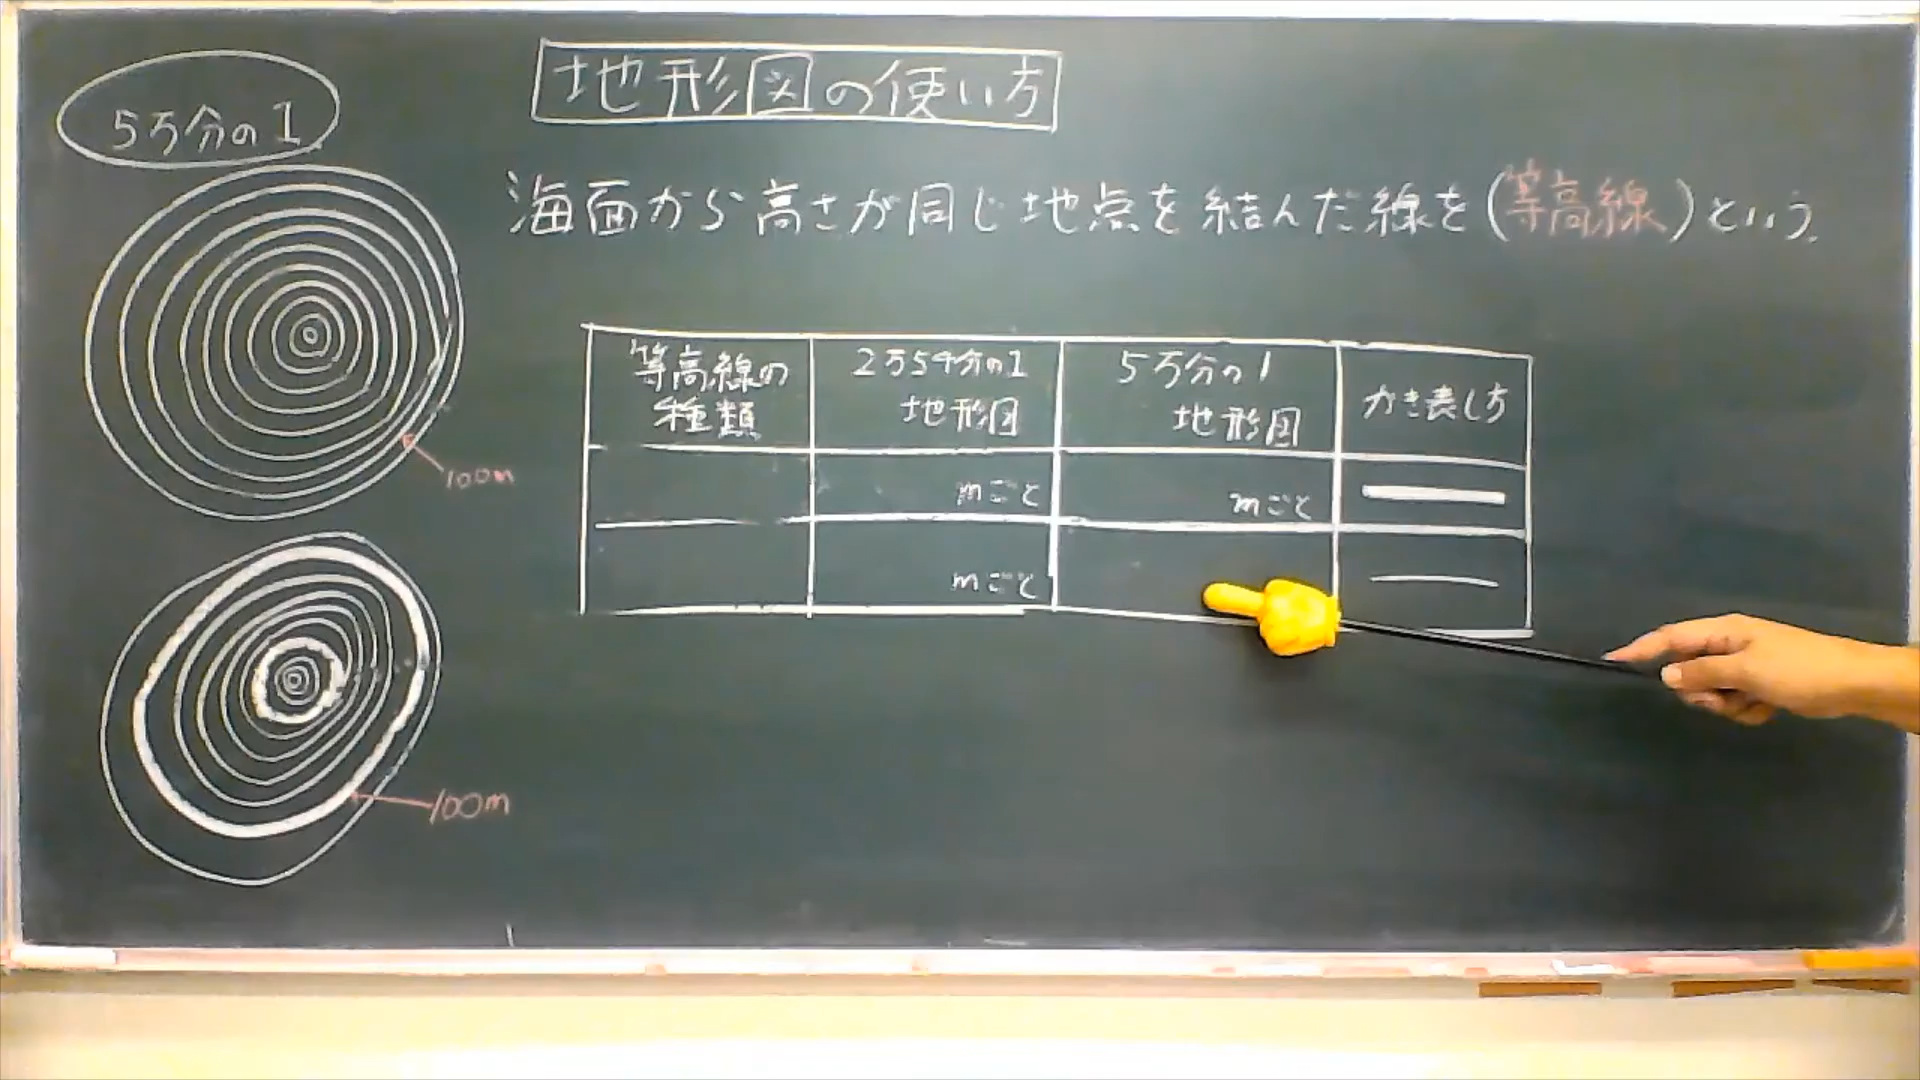 地形図の使い方
5万分の1
海面から高さが同じ地点を結んだ線を(等高線)という。
100m
100m
等高線の
種類
2万5千分の1
地形図
5万分の1
地形図
かき表し方
mごと
mごと
mごと